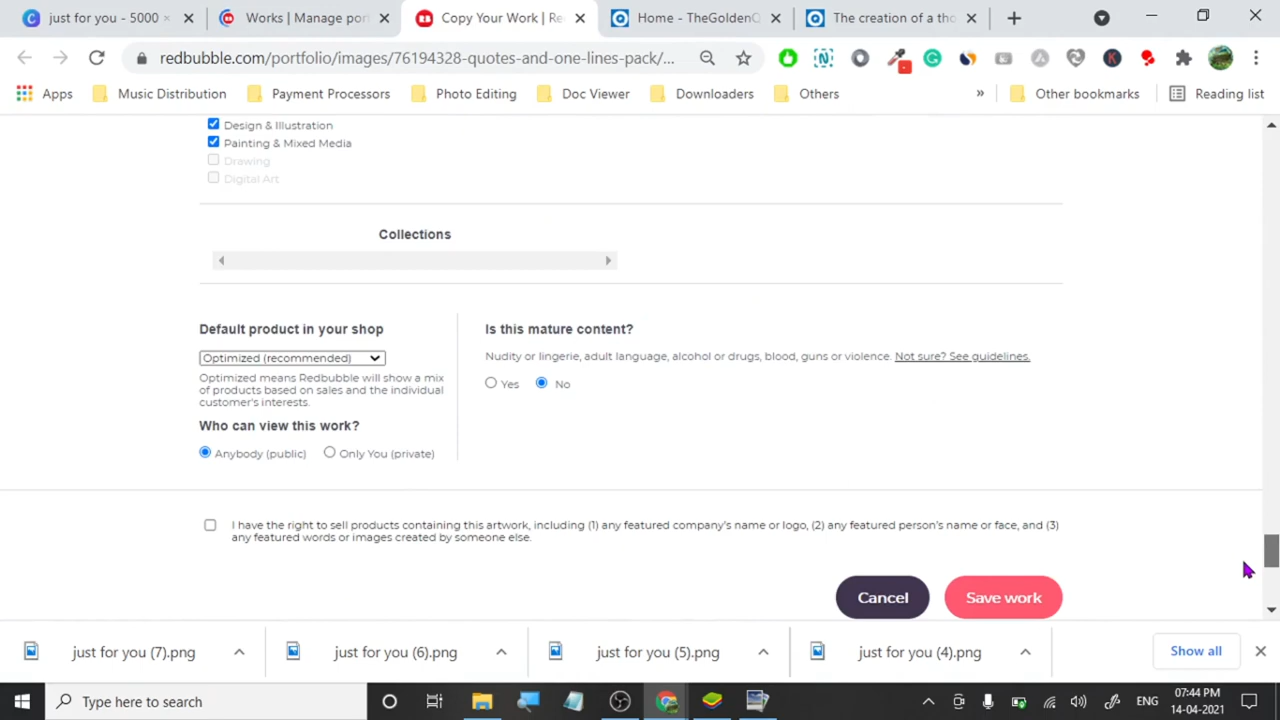 just for you - 5000
Works | Manage port
Copy Your Work | Re
Home - TheGoldenQ
The creation of a tho
redbubble.com/portfolio/images/76194328-quotes-and-one-lines-pack/...
Apps
Music Distribution
Payment Processors
Photo Editing
Doc Viewer
Downloaders
Others
»
Other bookmarks
Reading list
Design & Illustration
Painting & Mixed Media
Drawing
Digital Art
Collections
Default product in your shop
Optimized (recommended)
Optimized means Redbubble will show a mix
of products based on sales and the individual
customer's interests.
Who can view this work?
Anybody (public)
Only You (private)
Is this mature content?
Nudity or lingerie, adult language, alcohol or drugs, blood, guns or violence. Not sure? See guidelines.
Yes
No
I have the right to sell products containing this artwork, including (1) any featured company's name or logo, (2) any featured person's name or face, and (3)
any featured words or images created by someone else.
Cancel
Save work
just for you (7).png
just for you (6).png
just for you (5).png
just for you (4).png
Show all
Type here to search
ENG
07:44 PM
14-04-2021